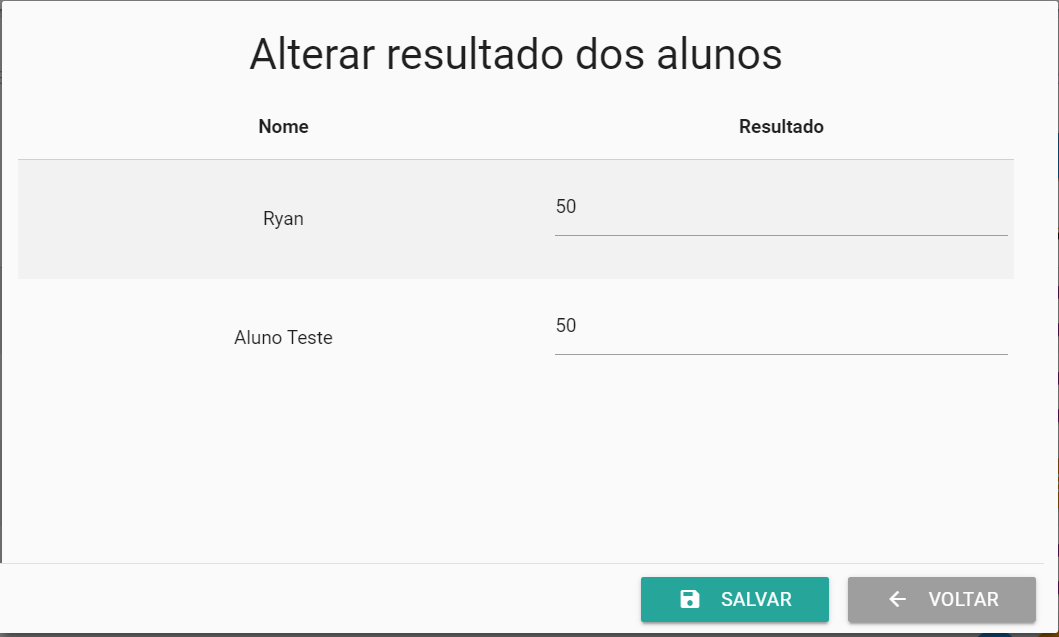 Alterar resultado dos alunos
Nome Resultado
Ryan 50
Aluno Teste 50
SALVAR VOLTAR